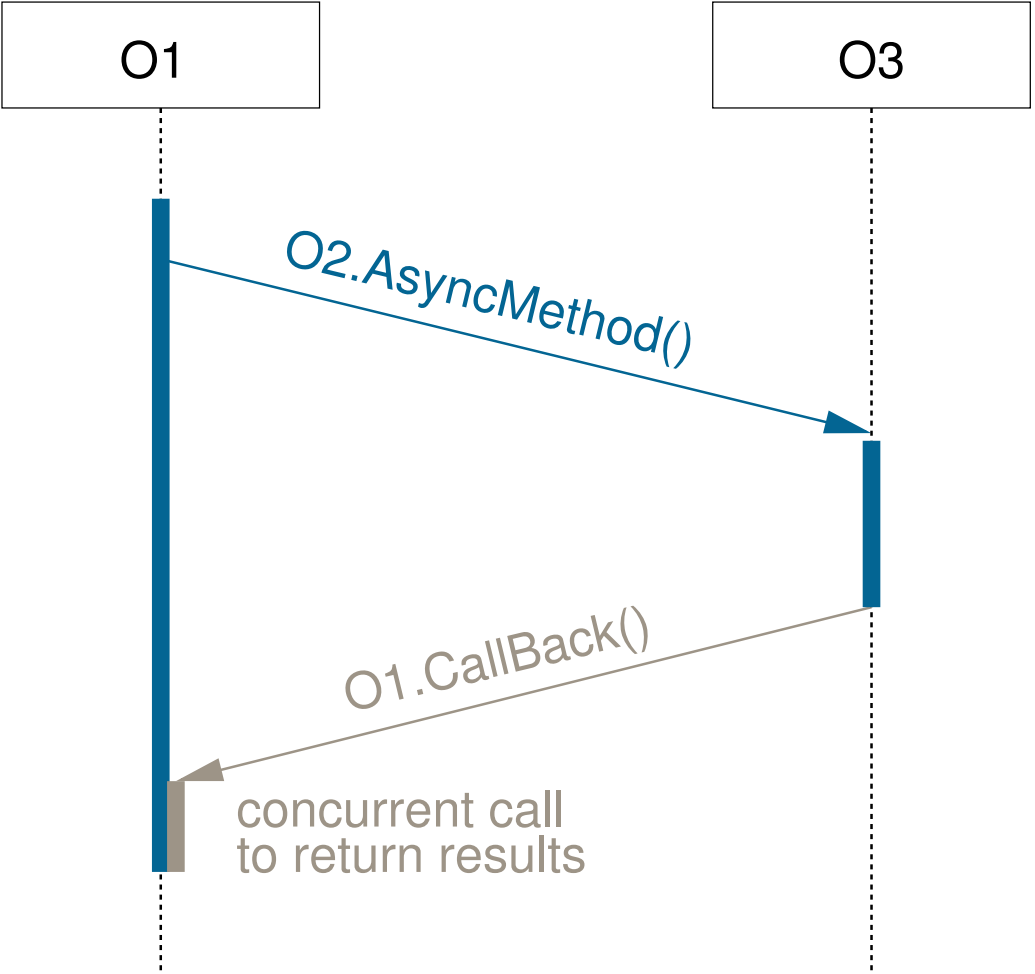 O1
O3
O2.AsyncMethod()
O1.CallBack()
concurrent call
to return results